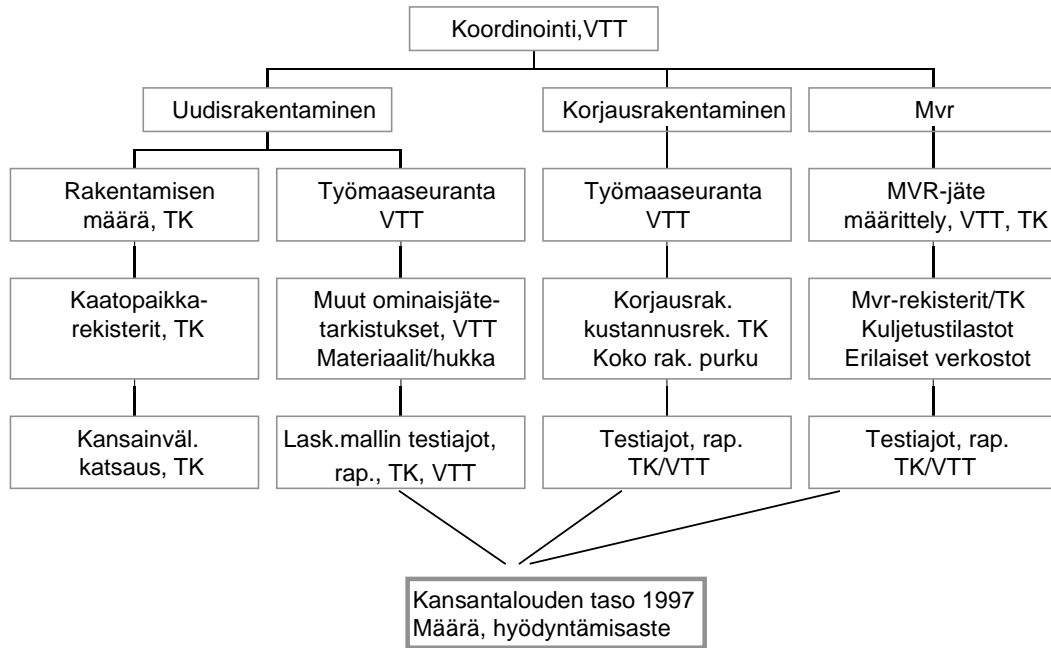 Koordinointi,VTT
Uudisrakentaminen
Korjausrakentaminen
Mvr
Rakentamisen
määrä, TK
Työmaaseuranta
VTT
Työmaaseuranta
VTT
MVR-jäte
määrittely, VTT, TK
Kaatopaikka-
rekisterit, TK
Muut ominaisjäte-
tarkistukset, VTT
Materiaalit/hukka
Korjausrak.
kustannusrek. TK
Koko rak. purku
Mvr-rekisterit/TK
Kuljetustilastot
Erilaiset verkostot
Kansainväl.
katsaus, TK
Lask.mallin testiajot,
rap., TK, VTT
Testiajot, rap.
TK/VTT
Testiajot, rap.
TK/VTT
Kansantalouden taso 1997
Määrä, hyödyntämisaste